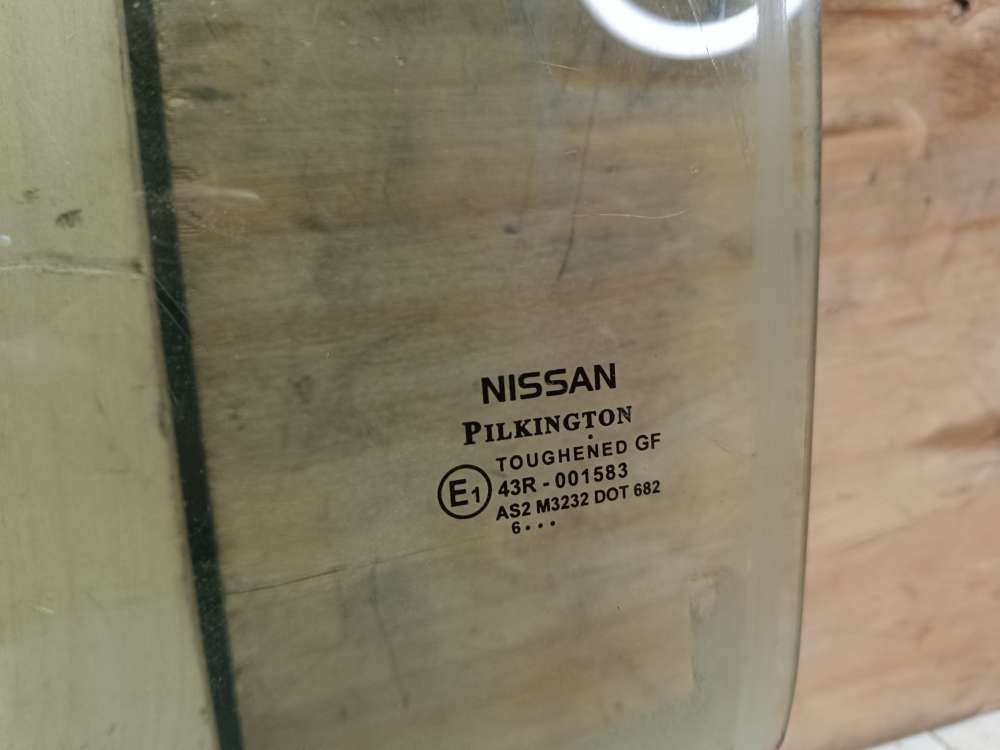 NISSAN
PILKINGTON
TOUGHENED GF
E1 43R - 001583
AS2 M3232 DOT 682
6 • • •